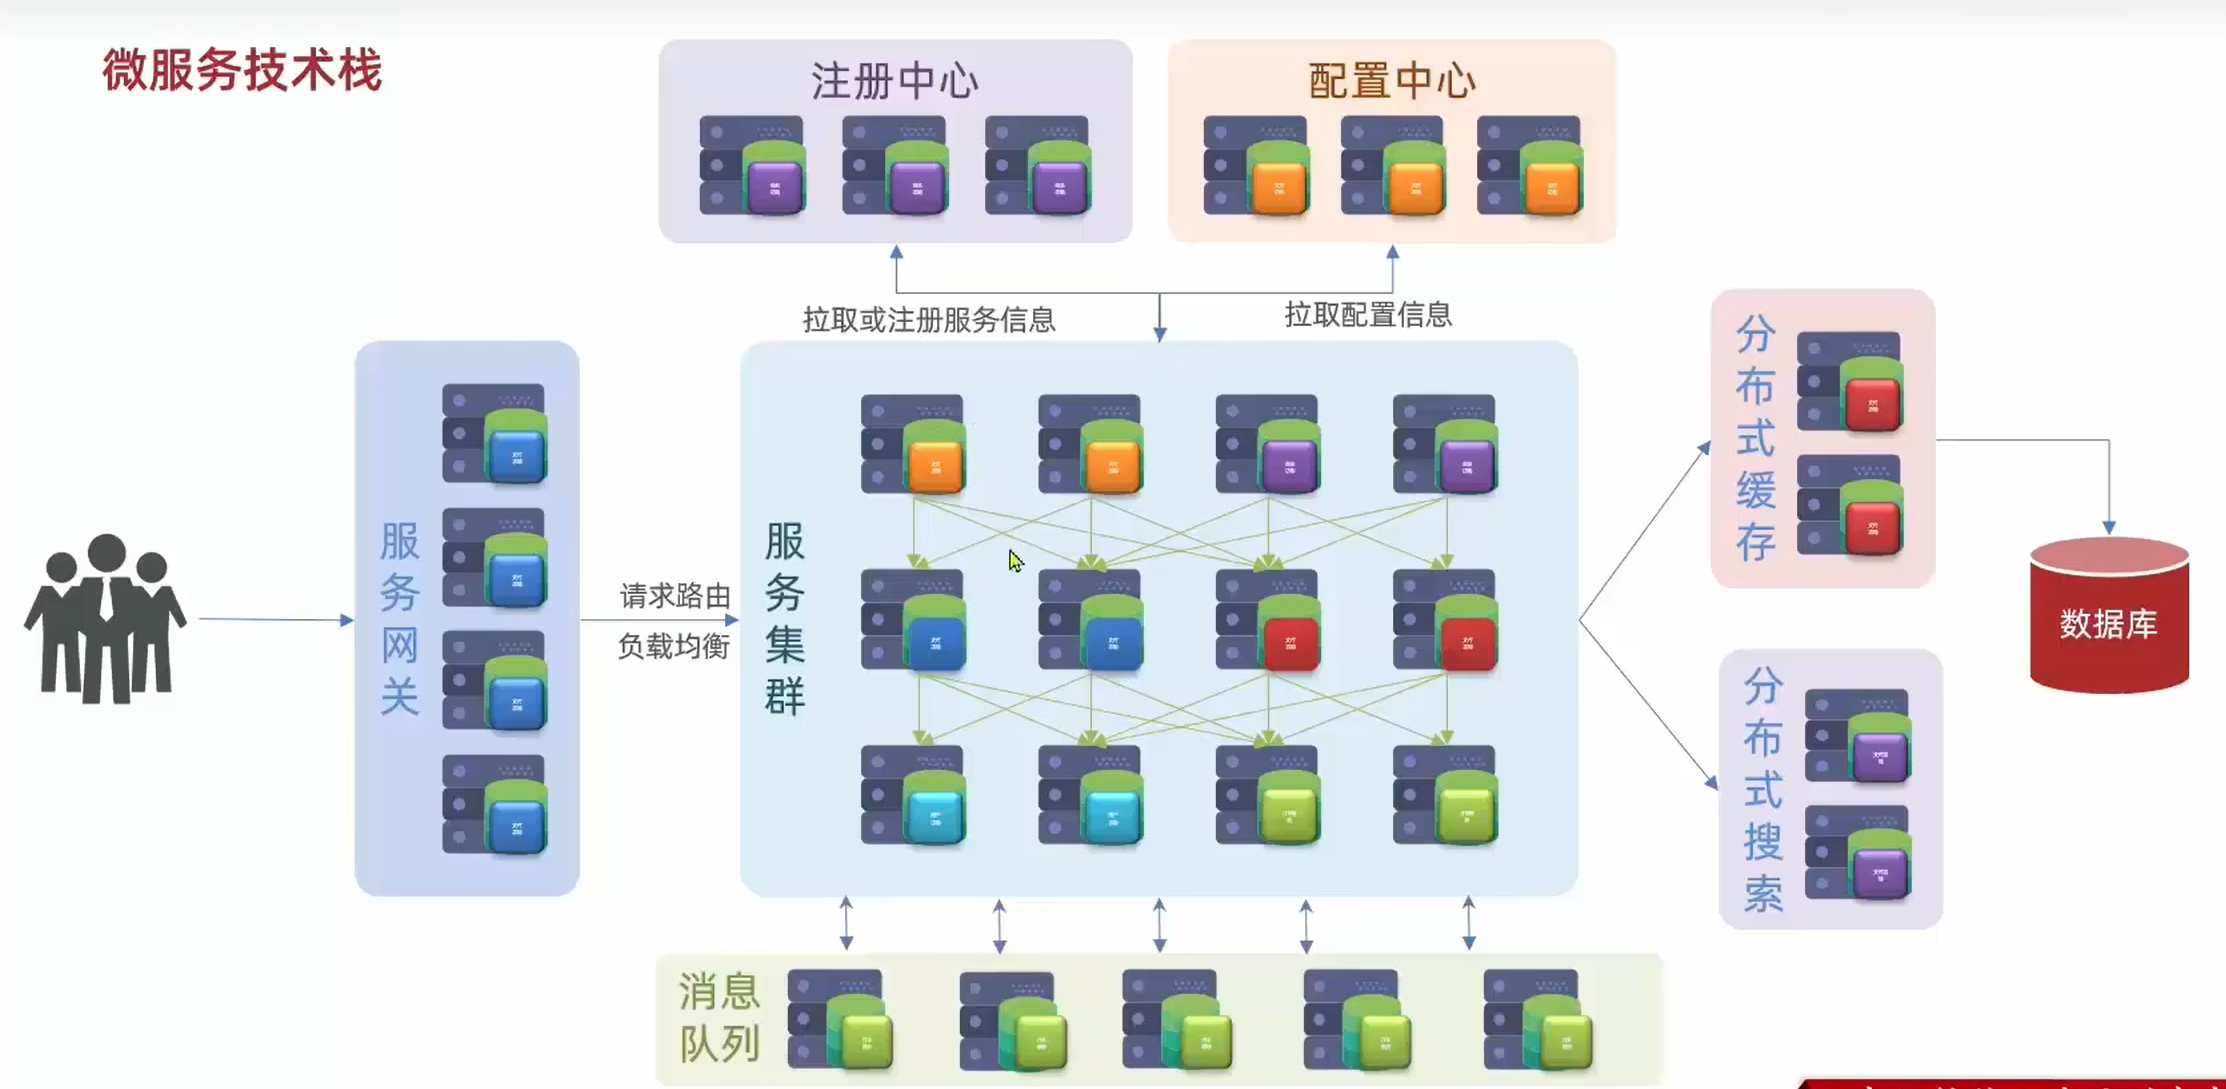 微服务技术栈
注册中心
配置中心
拉取或注册服务信息
拉取配置信息
服务网关
请求路由
负载均衡
服务集群
分布式缓存
数据库
分布式搜索
消息
队列